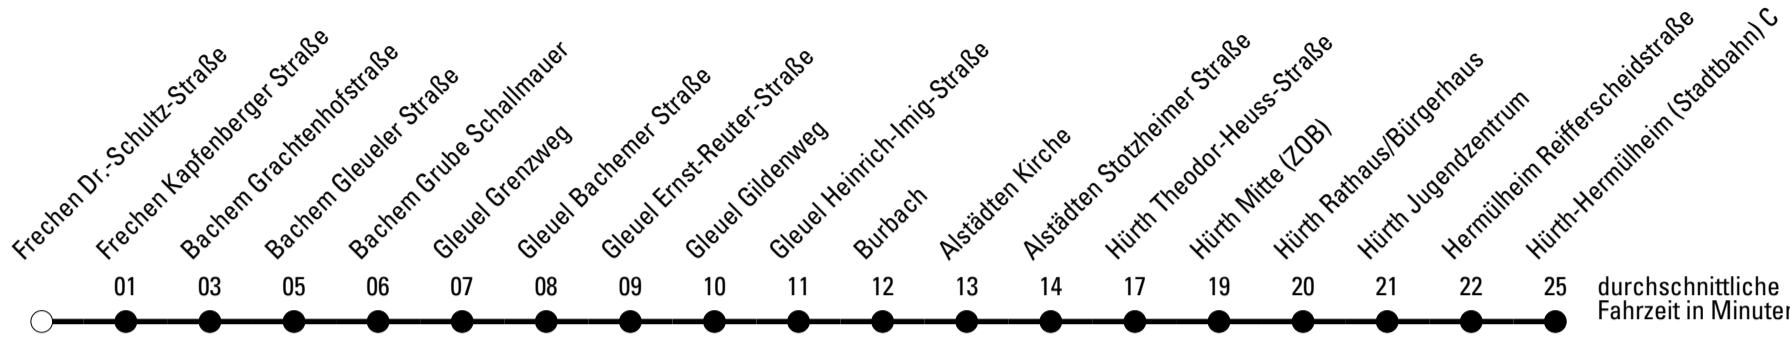 Frechen Dr.-Schultz-Straße
Frechen Kapfenberger Straße
Bachem Grachtenhofstraße
Bachem Gleueler Straße
Bachem Grube Schallmauer
Gleuel Grenzweg
Gleuel Bachemer Straße
Gleuel Ernst-Reuter-Straße
Gleuel Gildenweg
Gleuel Heinrich-Imig-Straße
Burbach
Alstädten Kirche
Alstädten Stotzheimer Straße
Hürth Theodor-Heuss-Straße
Hürth Mitte (ZOB)
Hürth Rathaus/Bürgerhaus
Hürth Jugendzentrum
Hermülheim Reifferscheidstraße
Hürth-Hermülheim (Stadtbahn) C
01 03 05 06 07 08 09 10 11 12 13 14 17 19 20 21 22 25 durchschnittliche
Fahrzeit in Minuten